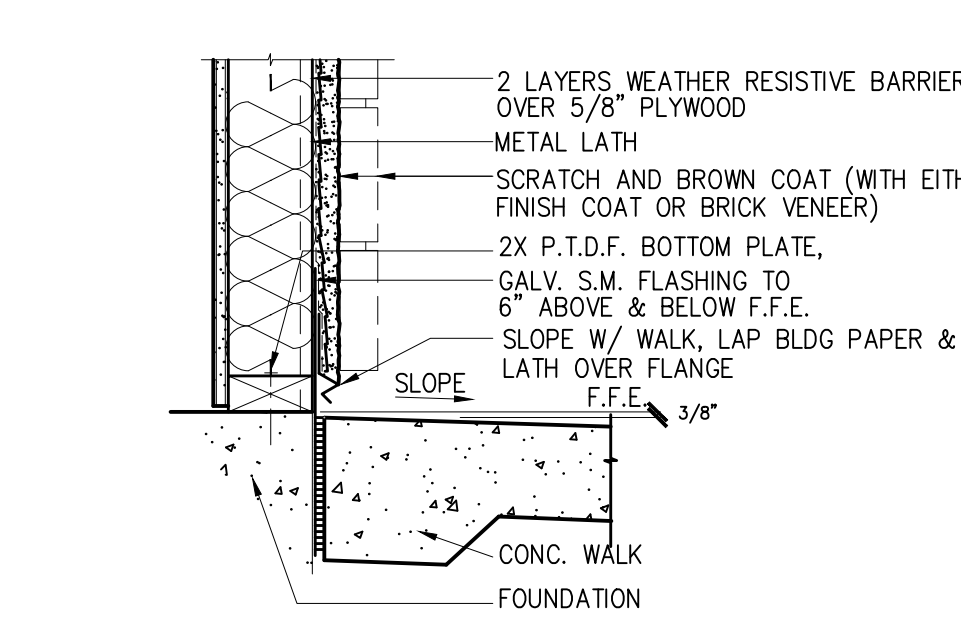 2 LAYERS WEATHER RESISTIVE BARRIER
OVER 5/8" PLYWOOD
METAL LATH
SCRATCH AND BROWN COAT (WITH EITH
FINISH COAT OR BRICK VENEER)
2X P.T.D.F. BOTTOM PLATE,
GALV. S.M. FLASHING TO
6" ABOVE & BELOW F.F.E.
SLOPE W/ WALK, LAP BLDG PAPER &
LATH OVER FLANGE
SLOPE
F.F.E.
3/8"
CONC. WALK
FOUNDATION